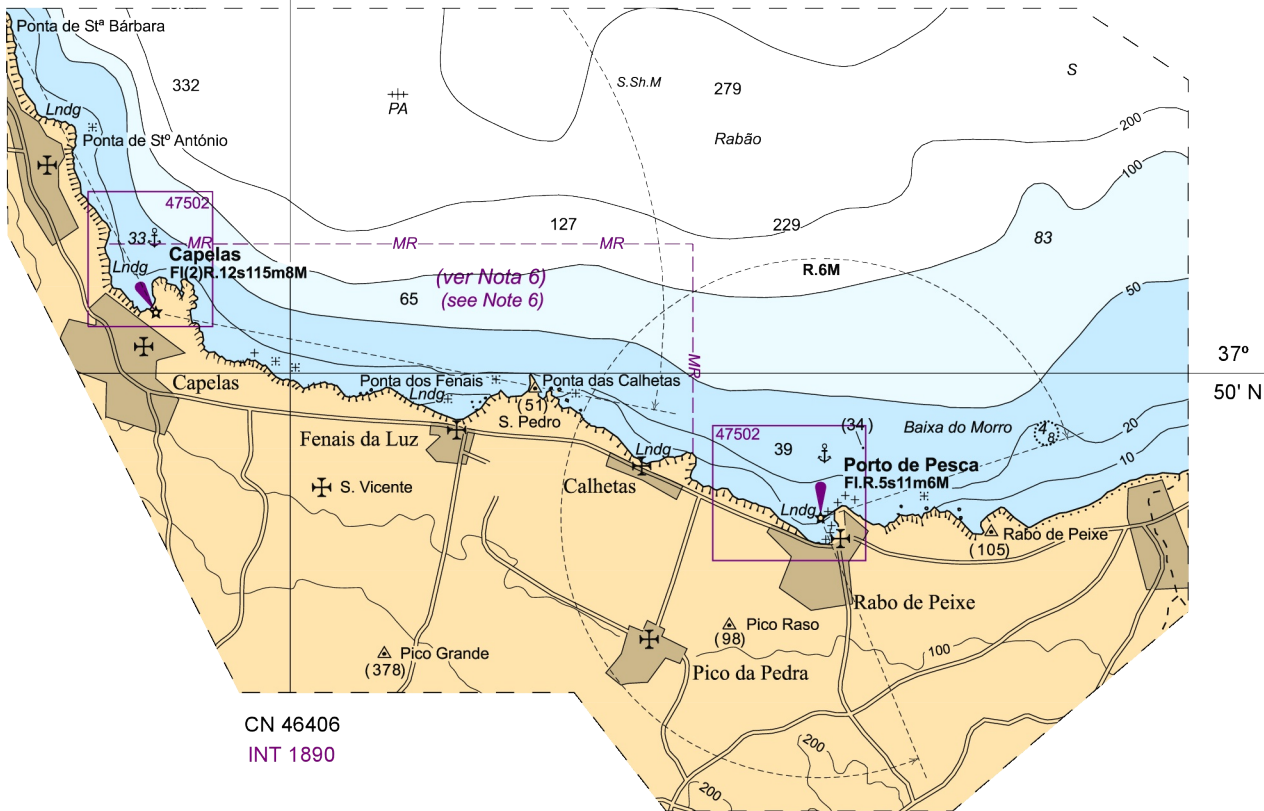 Ponta de Stª Bárbara
332
S.Sh.M
279
S
PA
Rabão
Lndg
Ponta de Stº António
200
100
47502
33
MR
MR
MR
127
229
83
Capelas
Fl(2)R.12s115m8M
Lndg
R.6M
(ver Nota 6)
(see Note 6)
65
50
MR
37º
50' N
Capelas
Ponta dos Fenais
Lndg
Ponta das Calhetas
(51)
S. Pedro
Fenais da Luz
47502
(34)
39
Baixa do Morro
4
8
20
10
Lndg
Calhetas
Porto de Pesca
Fl.R.5s11m6M
S. Vicente
Lndg
Rabo de Peixe
(105)
Rabo de Peixe
Pico Raso
(98)
Pico Grande
(378)
100
Pico da Pedra
200
200
CN 46406
INT 1890